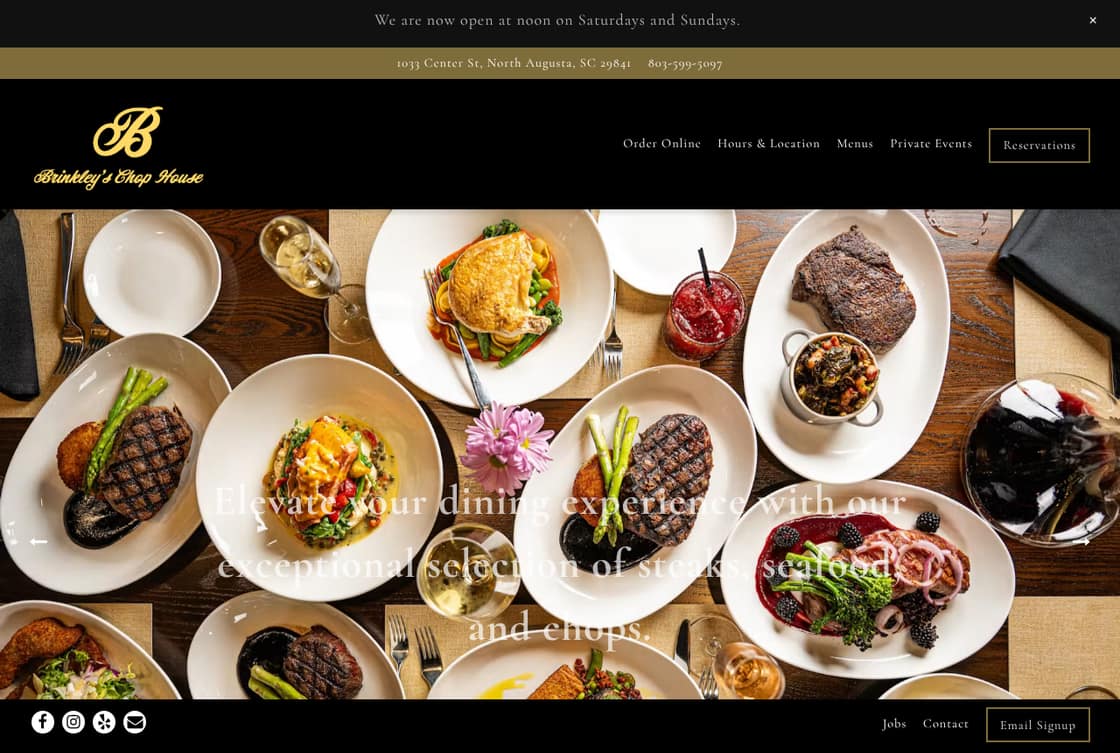 We are now open at noon on Saturdays and Sundays.
×
1033 Center St, North Augusta, SC 29841 803-599-5097
B
Brinkley's Chop House
Order Online Hours & Location Menus Private Events Reservations
Elevate your dining experience with our
exceptional selection of steaks, seafood,
and chops.
Jobs Contact Email Signup